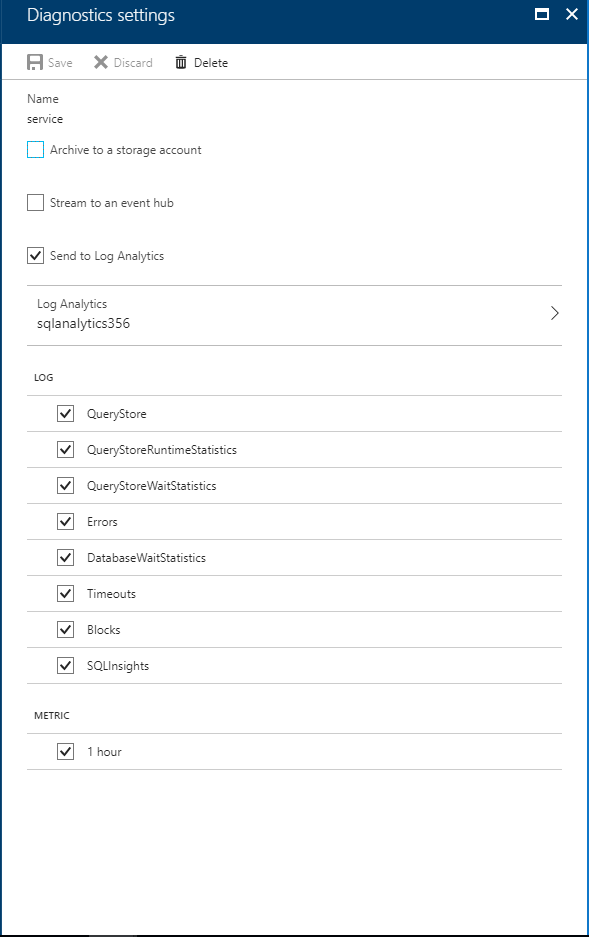 Diagnostics settings
Save Discard Delete
Name
service
Archive to a storage account
Stream to an event hub
Send to Log Analytics
Log Analytics
sqlanalytics356
LOG
QueryStore
QueryStoreRuntimeStatistics
QueryStoreWaitStatistics
Errors
DatabaseWaitStatistics
Timeouts
Blocks
SQLInsights
METRIC
1 hour